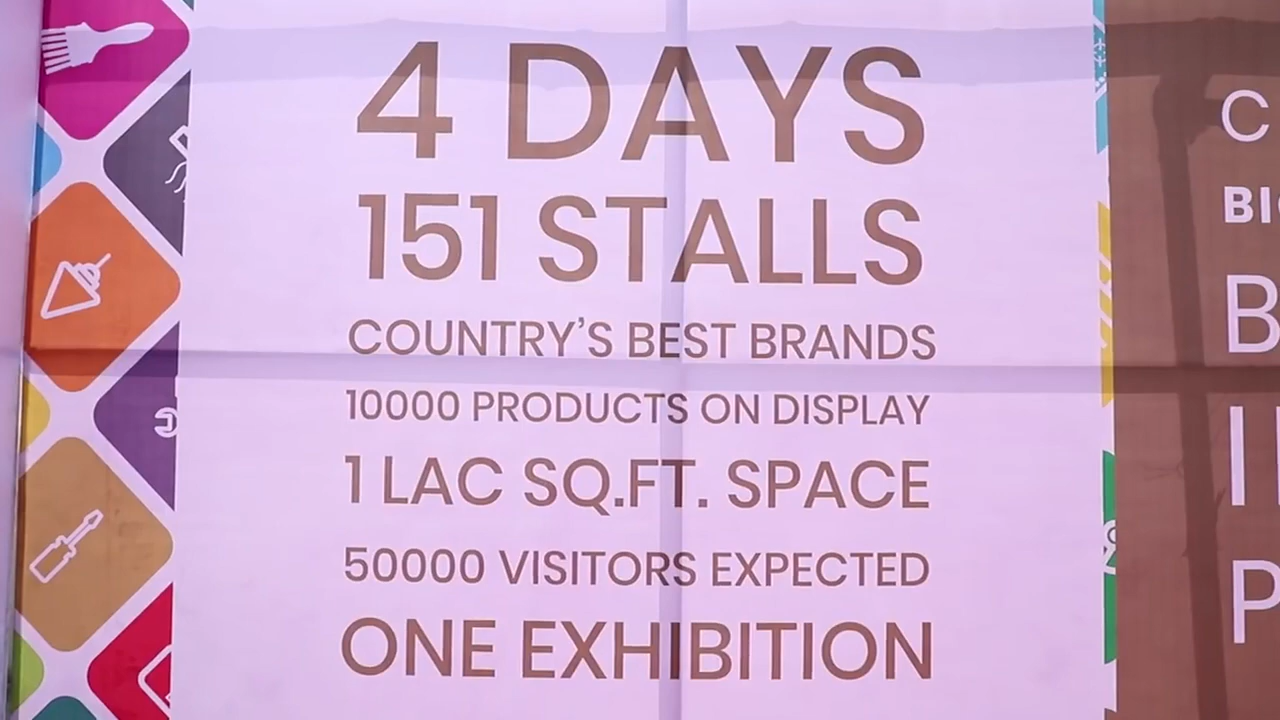 4 DAYS
151 STALLS
COUNTRY'S BEST BRANDS
10000 PRODUCTS ON DISPLAY
1 LAC SQ.FT. SPACE
50000 VISITORS EXPECTED
ONE EXHIBITION